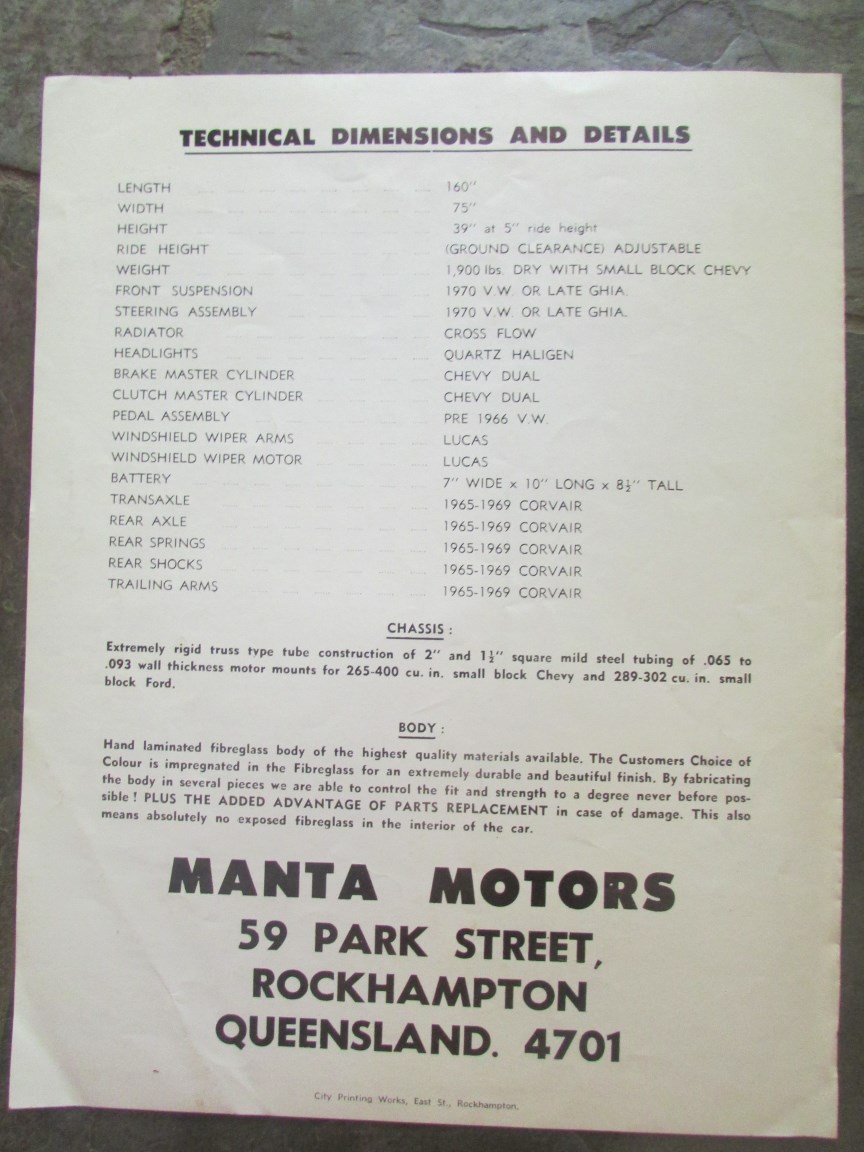 TECHNICAL DIMENSIONS AND DETAILS
LENGTH 160"
WIDTH 75"
HEIGHT 39" at 5" ride height
RIDE HEIGHT (GROUND CLEARANCE) ADJUSTABLE
WEIGHT 1,900 lbs. DRY WITH SMALL BLOCK CHEVY
FRONT SUSPENSION 1970 V.W. OR LATE GHIA.
STEERING ASSEMBLY 1970 V.W. OR LATE GHIA.
RADIATOR CROSS FLOW
HEADLIGHTS QUARTZ HALIGEN
BRAKE MASTER CYLINDER CHEVY DUAL
CLUTCH MASTER CYLINDER CHEVY DUAL
PEDAL ASSEMBLY PRE 1966 V.W.
WINDSHIELD WIPER ARMS LUCAS
WINDSHIELD WIPER MOTOR LUCAS
BATTERY 7" WIDE x 10" LONG x 8½" TALL
TRANSAXLE 1965-1969 CORVAIR
REAR AXLE 1965-1969 CORVAIR
REAR SPRINGS 1965-1969 CORVAIR
REAR SHOCKS 1965-1969 CORVAIR
TRAILING ARMS 1965-1969 CORVAIR
CHASSIS :
Extremely rigid truss type tube construction of 2" and 1½" square mild steel tubing of .065 to
.093 wall thickness motor mounts for 265-400 cu. in. small block Chevy and 289-302 cu. in. small
block Ford.
BODY :
Hand laminated fibreglass body of the highest quality materials available. The Customers Choice of
Colour is impregnated in the Fibreglass for an extremely durable and beautiful finish. By fabricating
the body in several pieces we are able to control the fit and strength to a degree never before pos-
sible ! PLUS THE ADDED ADVANTAGE OF PARTS REPLACEMENT in case of damage. This also
means absolutely no exposed fibreglass in the interior of the car.
MANTA MOTORS
59 PARK STREET,
ROCKHAMPTON
QUEENSLAND. 4701
City Printing Works, East St., Rockhampton.